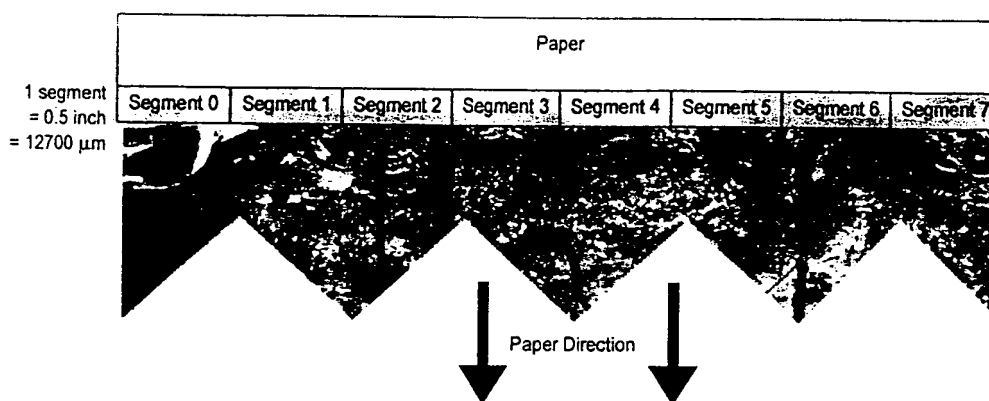 Paper
1 segment
= 0.5 inch
= 12700 μm
Segment 0 Segment 1 Segment 2 Segment 3 Segment 4 Segment 5 Segment 6 Segment 7
Paper Direction